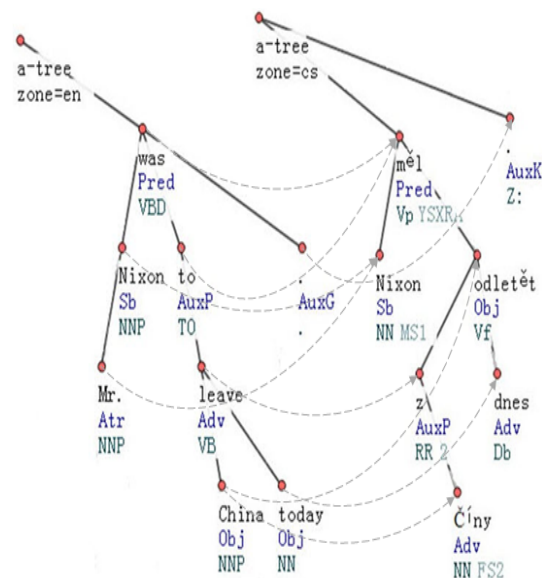 a-tree
zone=en
a-tree
zone=cs
was
Pred
VBD
měl
Pred
Vp YSXRA
.
AuxK
Z:
Nixon
Sb
NNP
to
AuxP
TO
.
AuxG
.
Nixon
Sb
NN MS1
odletět
Obj
Vf
Mr.
Atr
NNP
leave
Adv
VB
z
AuxP
RR 2
dnes
Adv
Db
China
Obj
NNP
today
Obj
NN
Číny
Adv
NN FS2